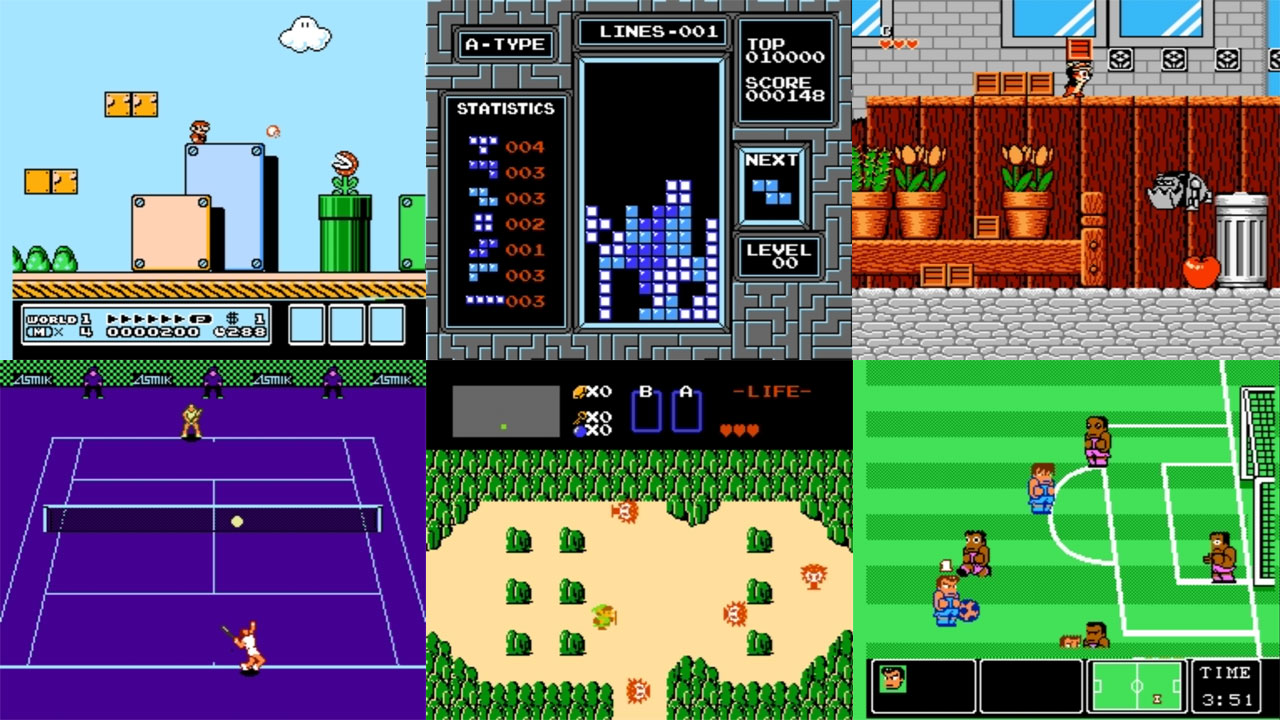 WORLD 1 ▶▶▶▶▶▶ P $ 1
(M)× 4 0000200 288
A-TYPE
LINES-001
TOP
010000
SCORE
000148
STATISTICS
004
003
003
002
001
003
003
NEXT
LEVEL
00
C
ASMIK ASMIK ASMIK ASMIK
X0
X0
X0
B A
-LIFE-
1
TIME
3:51